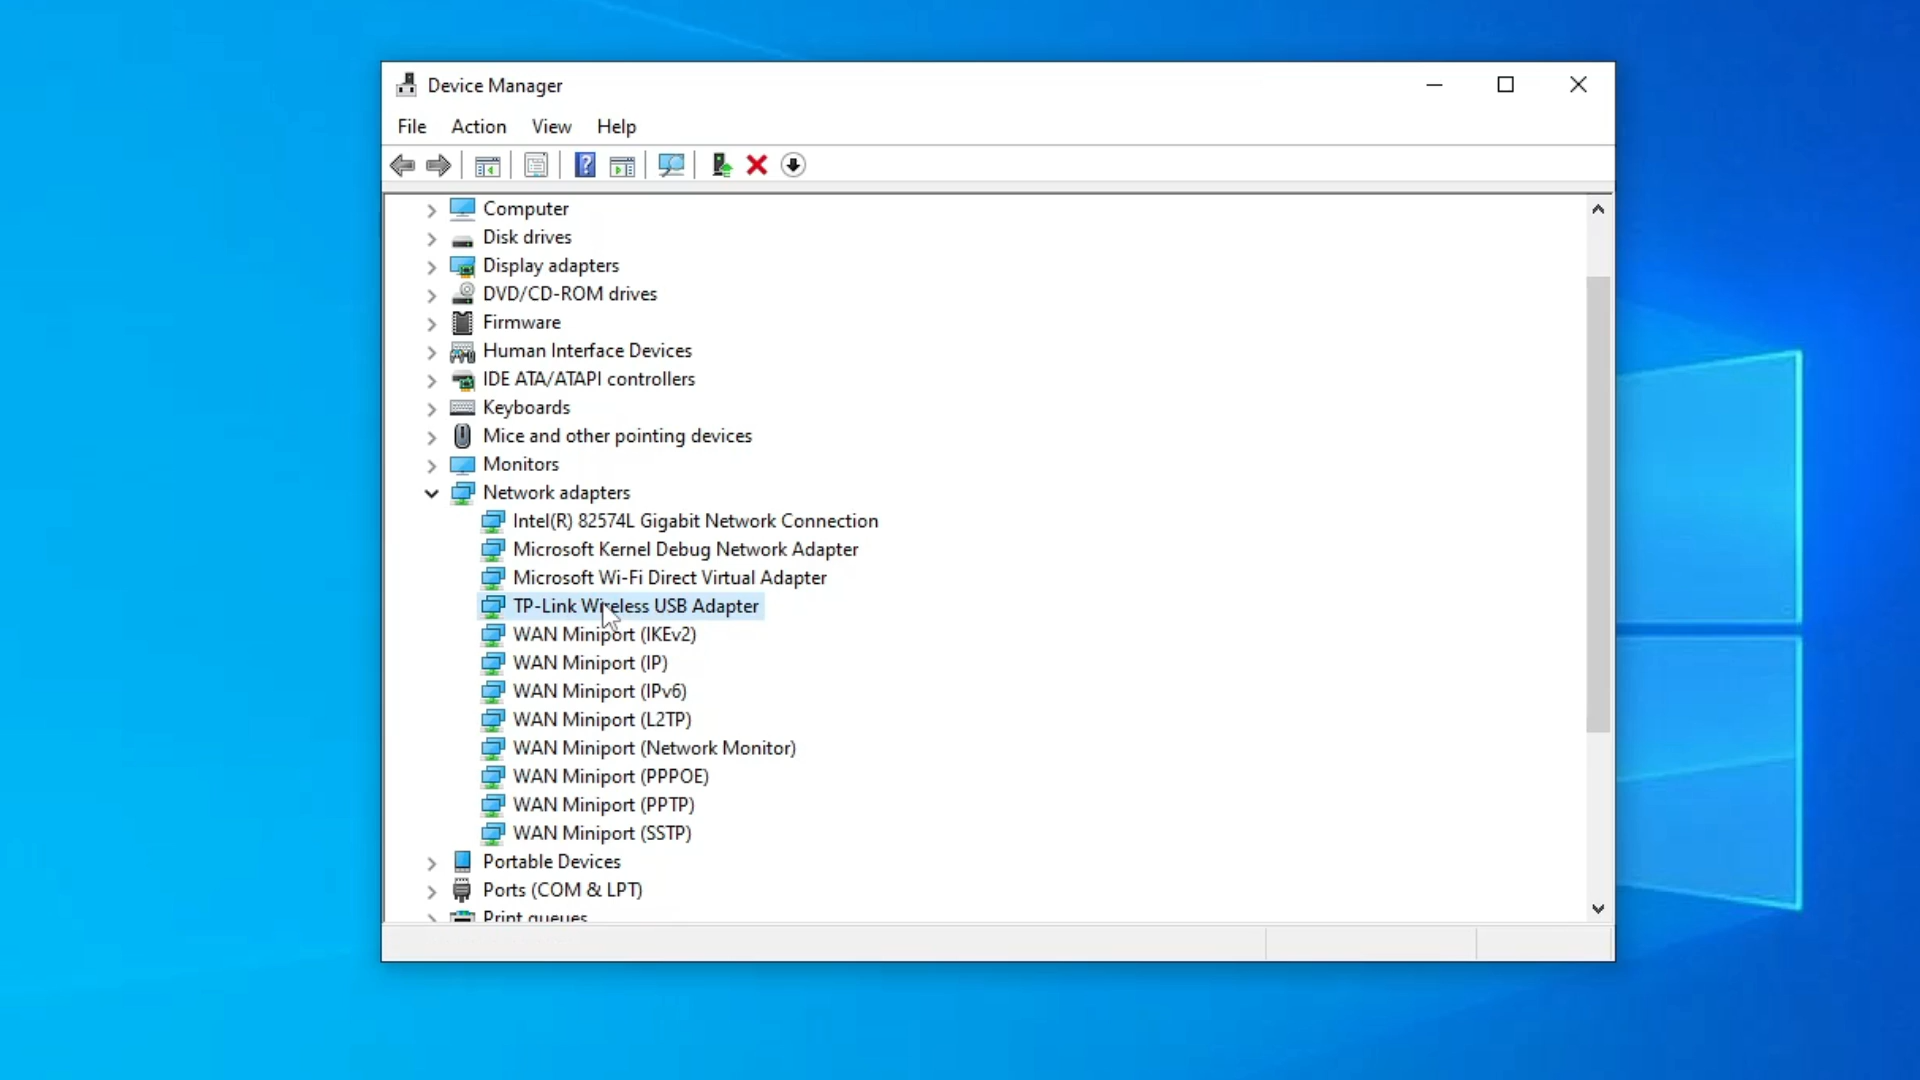 Device Manager
File Action View Help
Computer
Disk drives
Display adapters
DVD/CD-ROM drives
Firmware
Human Interface Devices
IDE ATA/ATAPI controllers
Keyboards
Mice and other pointing devices
Monitors
Network adapters
Intel(R) 82574L Gigabit Network Connection
Microsoft Kernel Debug Network Adapter
Microsoft Wi-Fi Direct Virtual Adapter
TP-Link Wireless USB Adapter
WAN Miniport (IKEv2)
WAN Miniport (IP)
WAN Miniport (IPv6)
WAN Miniport (L2TP)
WAN Miniport (Network Monitor)
WAN Miniport (PPPOE)
WAN Miniport (PPTP)
WAN Miniport (SSTP)
Portable Devices
Ports (COM & LPT)
Print queues